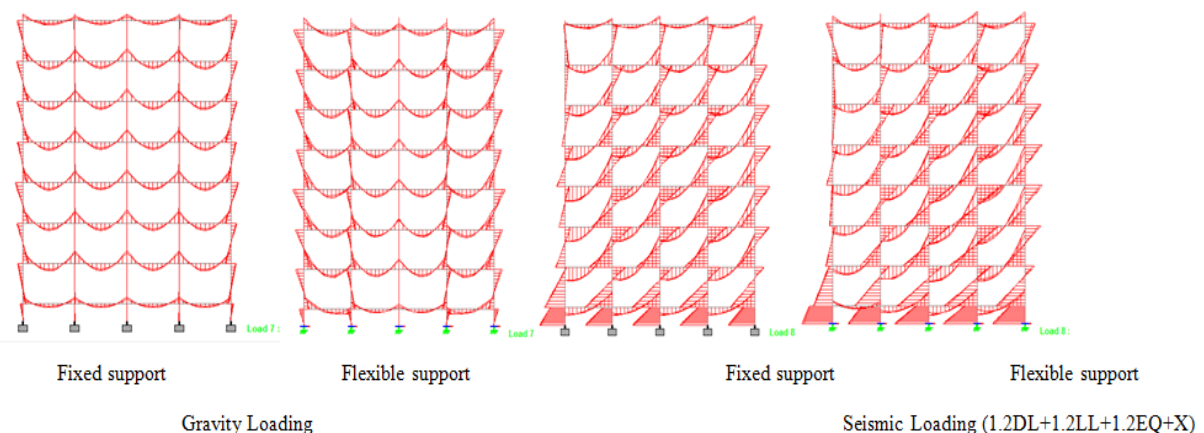 Load 7 :
Load 7
Load 8
Load 8 :
Fixed support
Flexible support
Fixed support
Flexible support
Gravity Loading
Seismic Loading (1.2DL+1.2LL+1.2EQ+X)